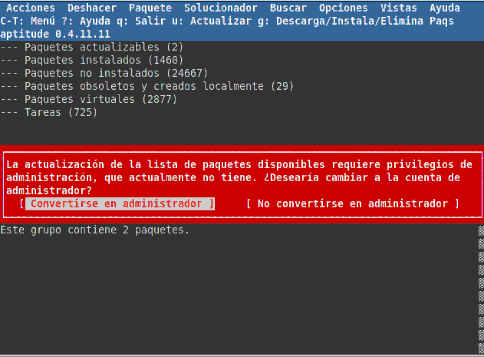 Acciones Deshacer Paquete Solucionador Buscar Opciones Vistas Ayuda
C-T: Menú ?: Ayuda q: Salir u: Actualizar g: Descarga/Instala/Elimina Paqs
aptitude 0.4.11.11
--- Paquetes actualizables (2)
--- Paquetes instalados (1460)
--- Paquetes no instalados (24667)
--- Paquetes obsoletos y creados localmente (29)
--- Paquetes virtuales (2877)
--- Tareas (725)
La actualización de la lista de paquetes disponibles requiere privilegios de
administración, que actualmente no tiene. ¿Desearía cambiar a la cuenta de
administrador?
[ Convertirse en administrador ] [ No convertirse en administrador ]
Este grupo contiene 2 paquetes.